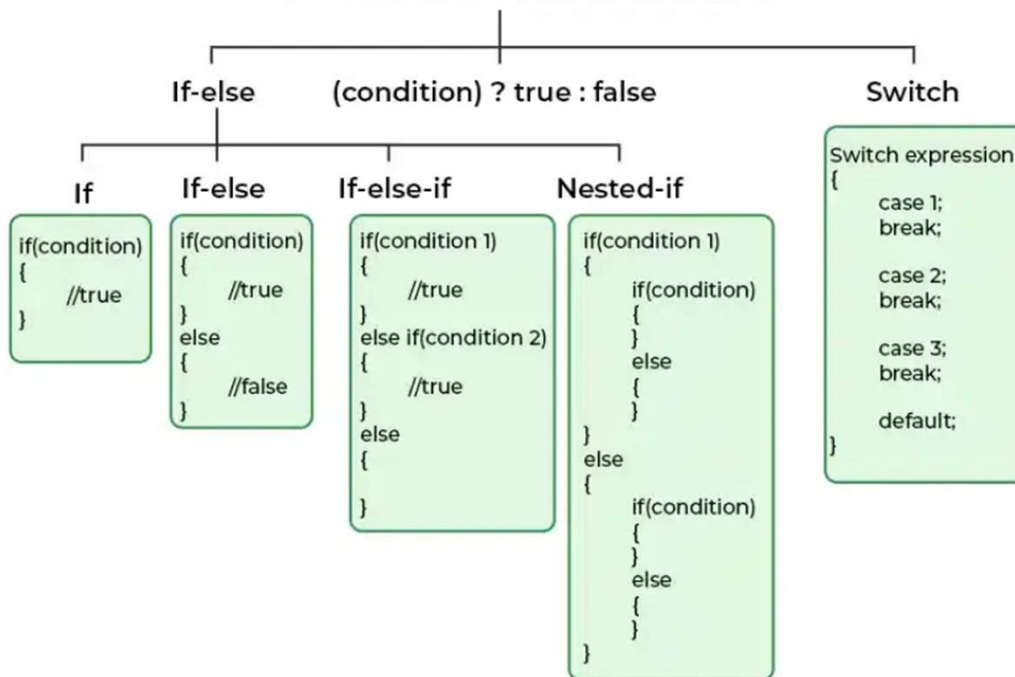 If-else
(condition) ? true : false
Switch
If
If-else
If-else-if
Nested-if
if(condition)
{
//true
}
if(condition)
{
//true
}
else
{
//false
}
if(condition 1)
{
//true
}
else if(condition 2)
{
//true
}
else
{
}
if(condition 1)
{
if(condition)
{
}
else
{
}
}
else
{
if(condition)
{
}
else
{
}
}
Switch expression
{
case 1;
break;
case 2;
break;
case 3;
break;
default;
}